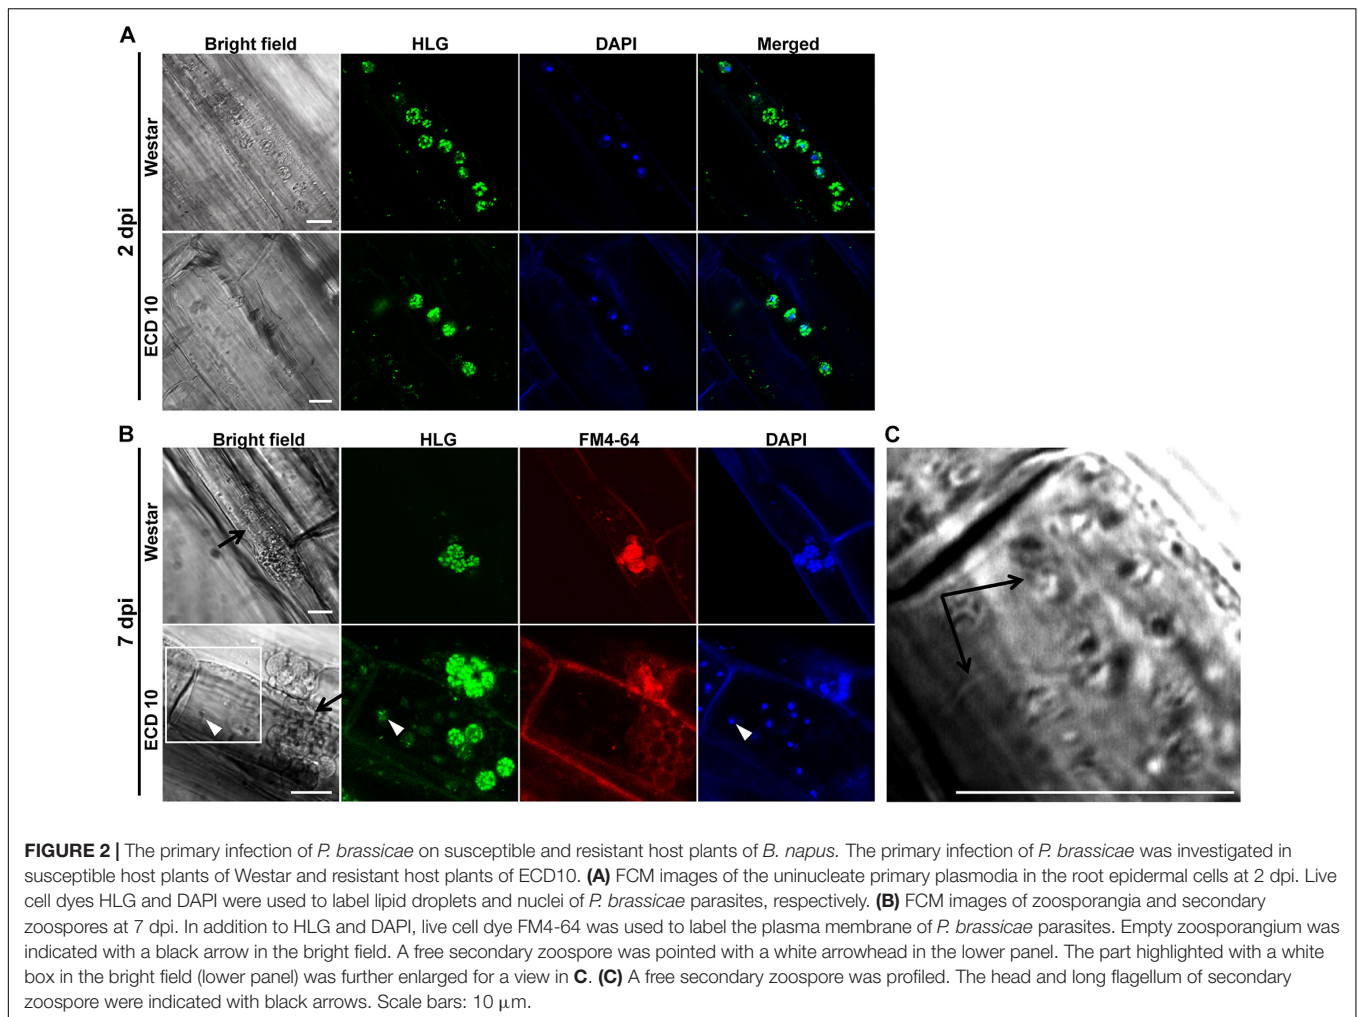 A
Bright field HLG DAPI Merged
Westar
2 dpi
ECD 10
B
Bright field HLG FM4-64 DAPI
C
Westar
7 dpi
ECD 10
FIGURE 2 | The primary infection of P. brassicae on susceptible and resistant host plants of B. napus. The primary infection of P. brassicae was investigated in
susceptible host plants of Westar and resistant host plants of ECD10. (A) FCM images of the uninucleate primary plasmodia in the root epidermal cells at 2 dpi. Live
cell dyes HLG and DAPI were used to label lipid droplets and nuclei of P. brassicae parasites, respectively. (B) FCM images of zoosporangia and secondary
zoospores at 7 dpi. In addition to HLG and DAPI, live cell dye FM4-64 was used to label the plasma membrane of P. brassicae parasites. Empty zoosporangium was
indicated with a black arrow in the bright field. A free secondary zoospore was pointed with a white arrowhead in the lower panel. The part highlighted with a white
box in the bright field (lower panel) was further enlarged for a view in C. (C) A free secondary zoospore was profiled. The head and long flagellum of secondary
zoospore were indicated with black arrows. Scale bars: 10 μm.